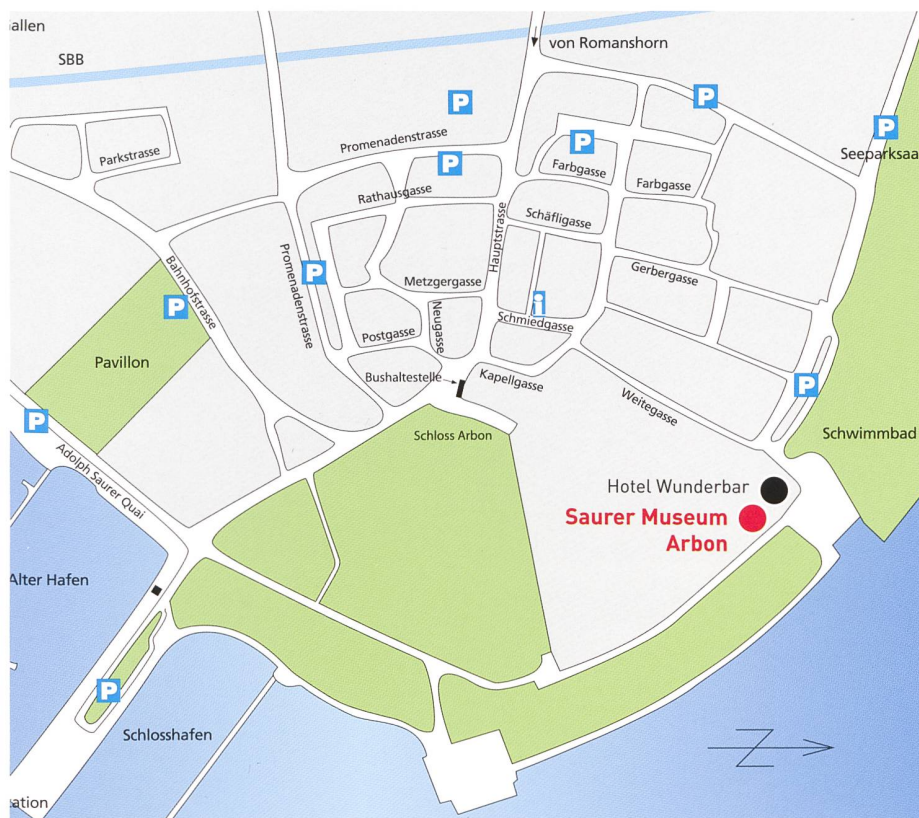 allen
SBB
von Romanshorn
P
P
P
Parkstrasse
Promenadenstrasse
P
P
Seeparksaa
Farbgasse
Farbgasse
Rathausgasse
P
Schäfligasse
Hauptstrasse
Bahnhofstrasse
Promenadenstrasse
P
Metzgergasse
Gerbergasse
P
i
Postgasse
Neugasse
Schmiedgasse
Pavillon
Bushaltestelle
Kapellgasse
P
Weitegasse
P
Schloss Arbon
Schwimmbad
Adolph Saurer Quai
Hotel Wunderbar
Saurer Museum
Arbon
Alter Hafen
P
Schlosshafen
Z
ation